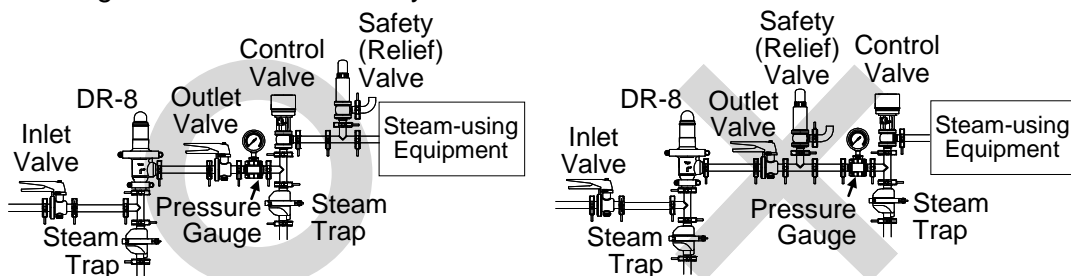 Safety
(Relief)
Valve
Control
Valve
DR-8
Outlet
Valve
Inlet
Valve
Steam-using
Equipment
Pressure
Gauge
Steam
Trap
Steam
Trap
Safety
(Relief)
Valve
Control
Valve
DR-8
Outlet
Valve
Inlet
Valve
Steam-using
Equipment
Pressure
Gauge
Steam
Trap
Steam
Trap